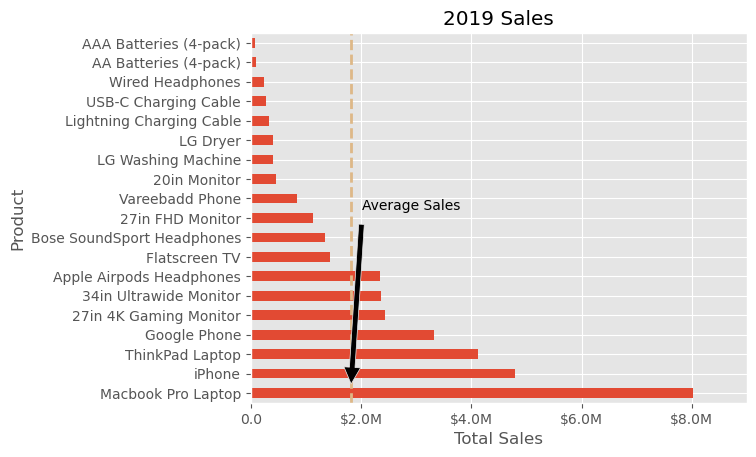 2019 Sales
AAA Batteries (4-pack)
AA Batteries (4-pack)
Wired Headphones
USB-C Charging Cable
Lightning Charging Cable
LG Dryer
LG Washing Machine
20in Monitor
Vareebadd Phone
27in FHD Monitor
Bose SoundSport Headphones
Flatscreen TV
Apple Airpods Headphones
34in Ultrawide Monitor
27in 4K Gaming Monitor
Google Phone
ThinkPad Laptop
iPhone
Macbook Pro Laptop
Product
Average Sales
0.0 $2.0M $4.0M $6.0M $8.0M
Total Sales